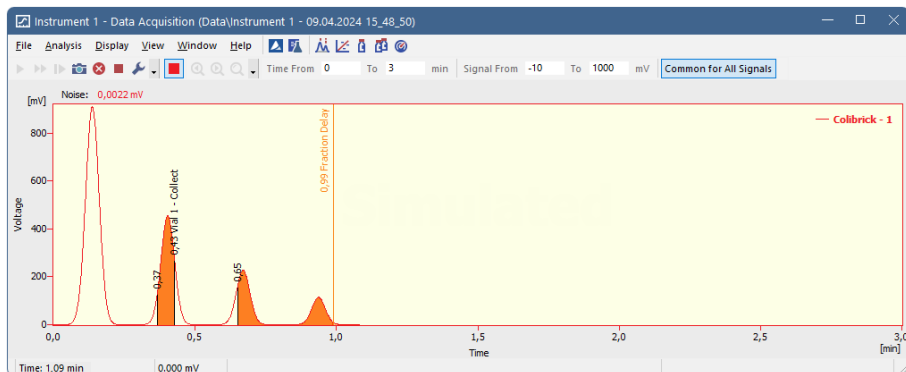 Instrument 1 - Data Acquisition (Data\Instrument 1 - 09.04.2024 15_48_50)
File Analysis Display View Window Help
Time From 0 To 3 min Signal From -10 To 1000 mV Common for All Signals
Noise: 0,0022 mV
[mV]
Colibrick - 1
800
600
400
200
0
Voltage
0,37
0,43 Vial 1 - Collect
0,65
0,99 Fraction Delay
0,0 0,5 1,0 1,5 2,0 2,5 3,0
Time
[min]
Time: 1.09 min 0.000 mV